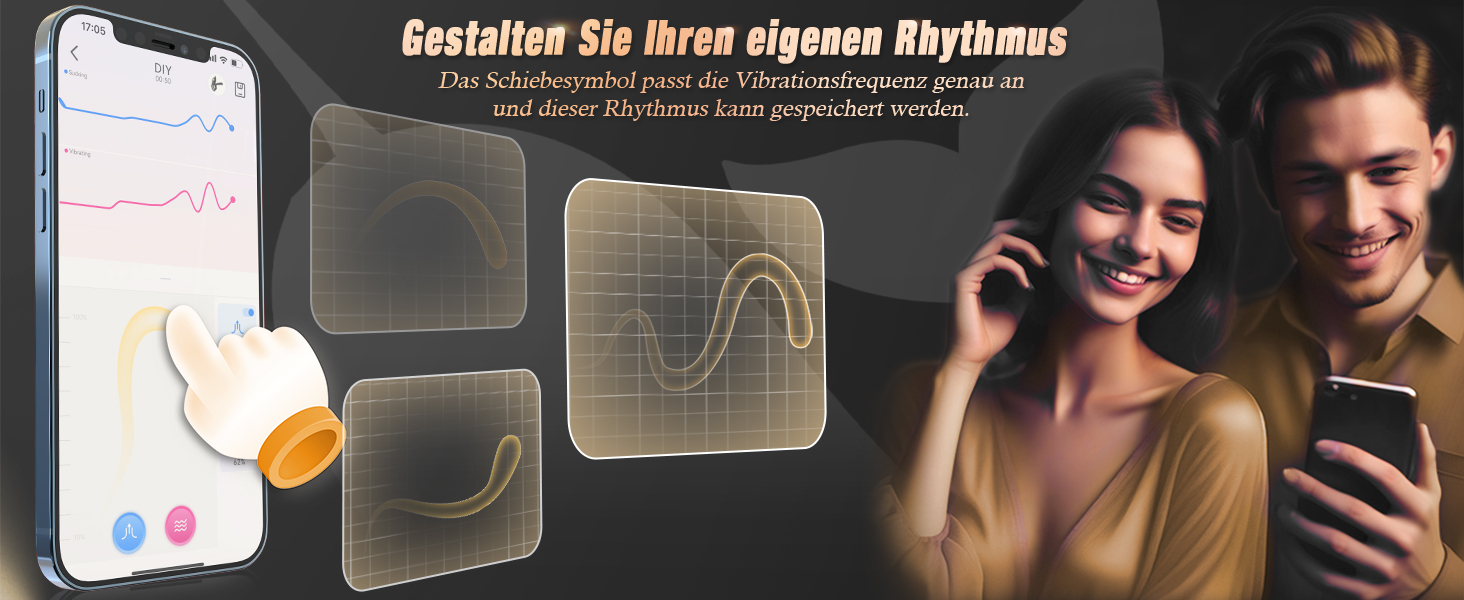 Gestalten Sie Ihren eigenen Rhythmus
Das Schiebesymbol passt die Vibrationsfrequenz genau an
und dieser Rhythmus kann gespeichert werden.
17:05
DIY
00:50
Sucking
Vibrating
100%
62%